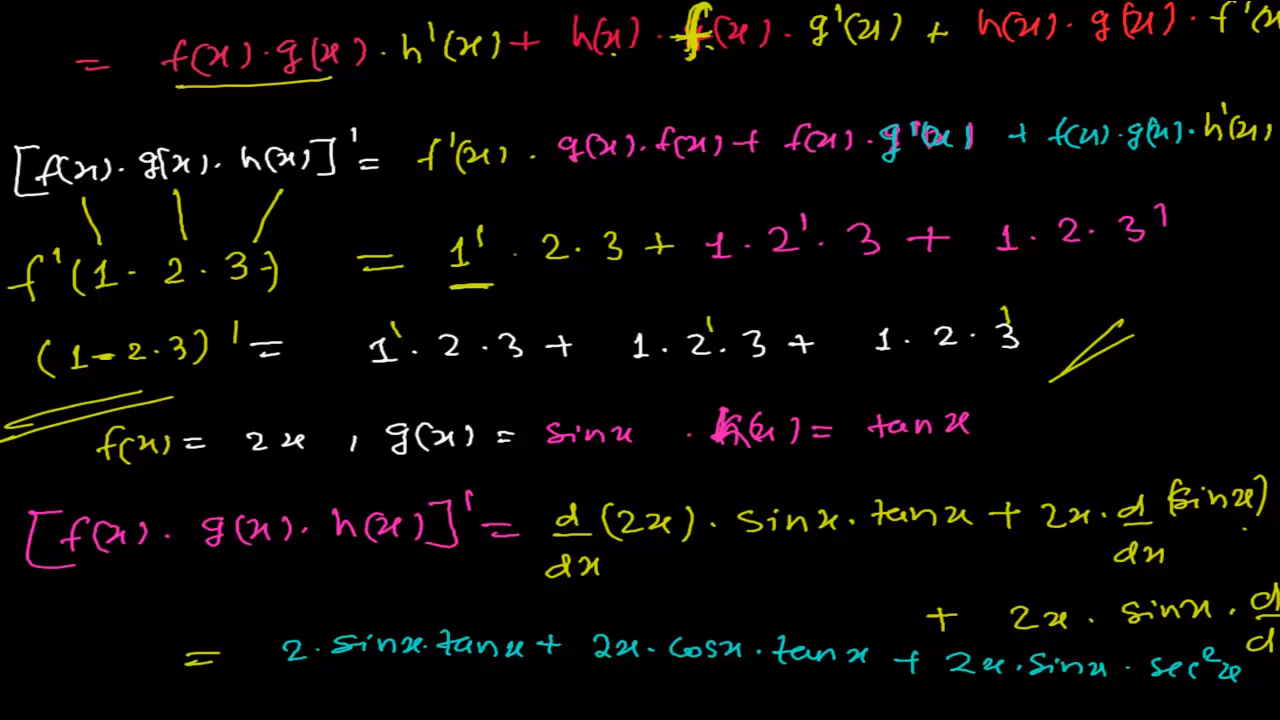 = f(x) · g(x) · h'(x) + h(x) · f(x) · g'(x) + h(x) · g(x) · f'(x
[f(x) · g(x) · h(x)]' = f'(x) · g(x) · f(x) + f(x) · g'(x) + f(x) · g(x) · h'(x)
f'(1 · 2 · 3) = 1' · 2 · 3 + 1 · 2' · 3 + 1 · 2 · 3'
(1 · 2 · 3)' = 1' · 2 · 3 + 1 · 2' · 3 + 1 · 2 · 3'
f(x) = 2x , g(x) = sinx · h(x) = tanx
[f(x) · g(x) · h(x)]' = d/dx (2x) · sinx · tanx + 2x · d/dx (sinx)
+ 2x · sinx · d/d
= 2 · sinx · tanx + 2x · cosx · tanx + 2x · sinx · sec²x